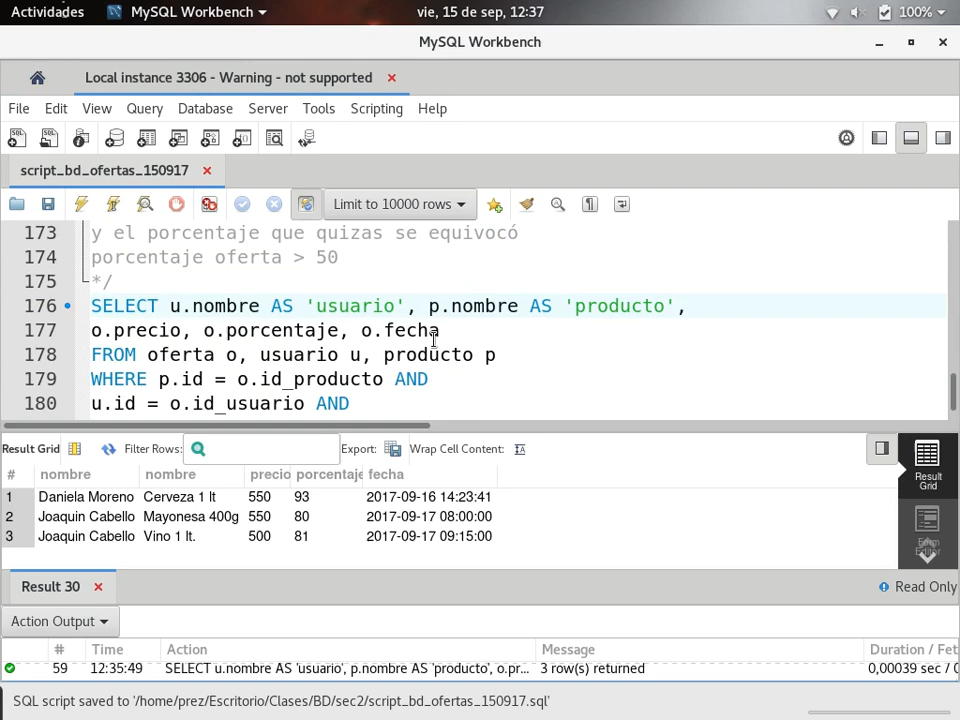 Actividades MySQL Workbench vie, 15 de sep, 12:37 100%
MySQL Workbench
Local instance 3306 - Warning - not supported
File Edit View Query Database Server Tools Scripting Help
script_bd_ofertas_150917
Limit to 10000 rows
173 y el porcentaje que quizas se equivocó
174 porcentaje oferta > 50
175 */
176 SELECT u.nombre AS 'usuario', p.nombre AS 'producto',
177 o.precio, o.porcentaje, o.fecha
178 FROM oferta o, usuario u, producto p
179 WHERE p.id = o.id_producto AND
180 u.id = o.id_usuario AND
Result Grid Filter Rows: Export: Wrap Cell Content:
# nombre nombre precio porcentaje fecha
1 Daniela Moreno Cerveza 1 lt 550 93 2017-09-16 14:23:41
2 Joaquin Cabello Mayonesa 400g 550 80 2017-09-17 08:00:00
3 Joaquin Cabello Vino 1 lt. 500 81 2017-09-17 09:15:00
Result Grid
Form Editor
Result 30 Read Only
Action Output
# Time Action Message Duration / Fet
59 12:35:49 SELECT u.nombre AS 'usuario', p.nombre AS 'producto', o.pr... 3 row(s) returned 0,00039 sec / 0
SQL script saved to '/home/prez/Escritorio/Clases/BD/sec2/script_bd_ofertas_150917.sql'